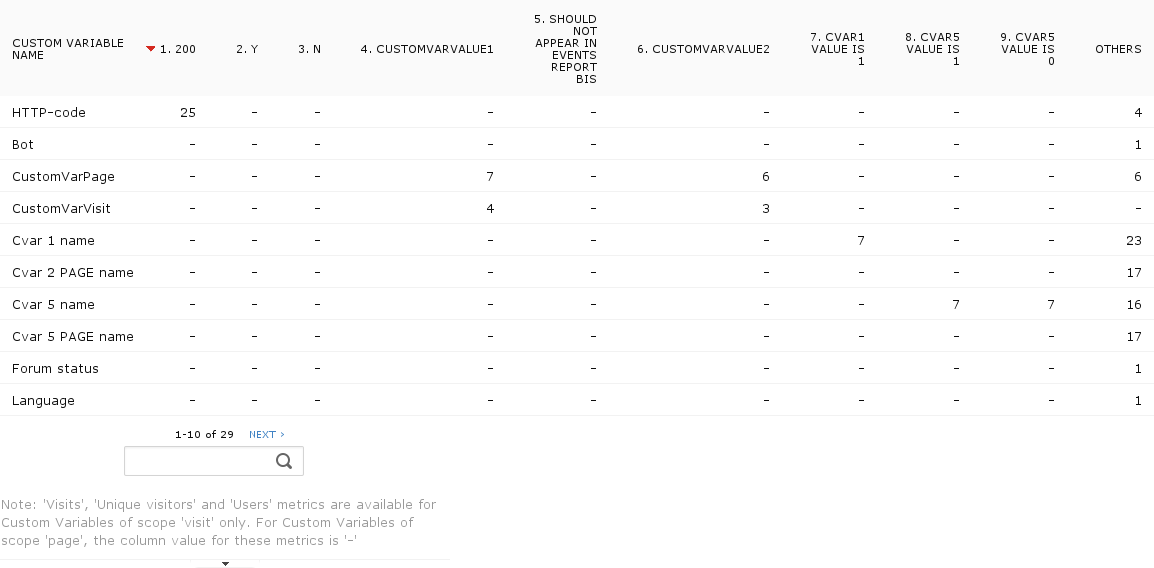 CUSTOM VARIABLE NAME 1. 200 2. Y 3. N 4. CUSTOMVARVALUE1 5. SHOULD NOT APPEAR IN EVENTS REPORT BIS 6. CUSTOMVARVALUE2 7. CVAR1 VALUE IS 1 8. CVAR5 VALUE IS 1 9. CVAR5 VALUE IS 0 OTHERS
HTTP-code 25 - - - - - - - - 4
Bot - - - - - - - - - 1
CustomVarPage - - - 7 - 6 - - - 6
CustomVarVisit - - - 4 - 3 - - - -
Cvar 1 name - - - - - - 7 - - 23
Cvar 2 PAGE name - - - - - - - - - 17
Cvar 5 name - - - - - - - 7 7 16
Cvar 5 PAGE name - - - - - - - - - 17
Forum status - - - - - - - - - 1
Language - - - - - - - - - 1
1-10 of 29 NEXT ›
Note: 'Visits', 'Unique visitors' and 'Users' metrics are available for
Custom Variables of scope 'visit' only. For Custom Variables of
scope 'page', the column value for these metrics is '-'